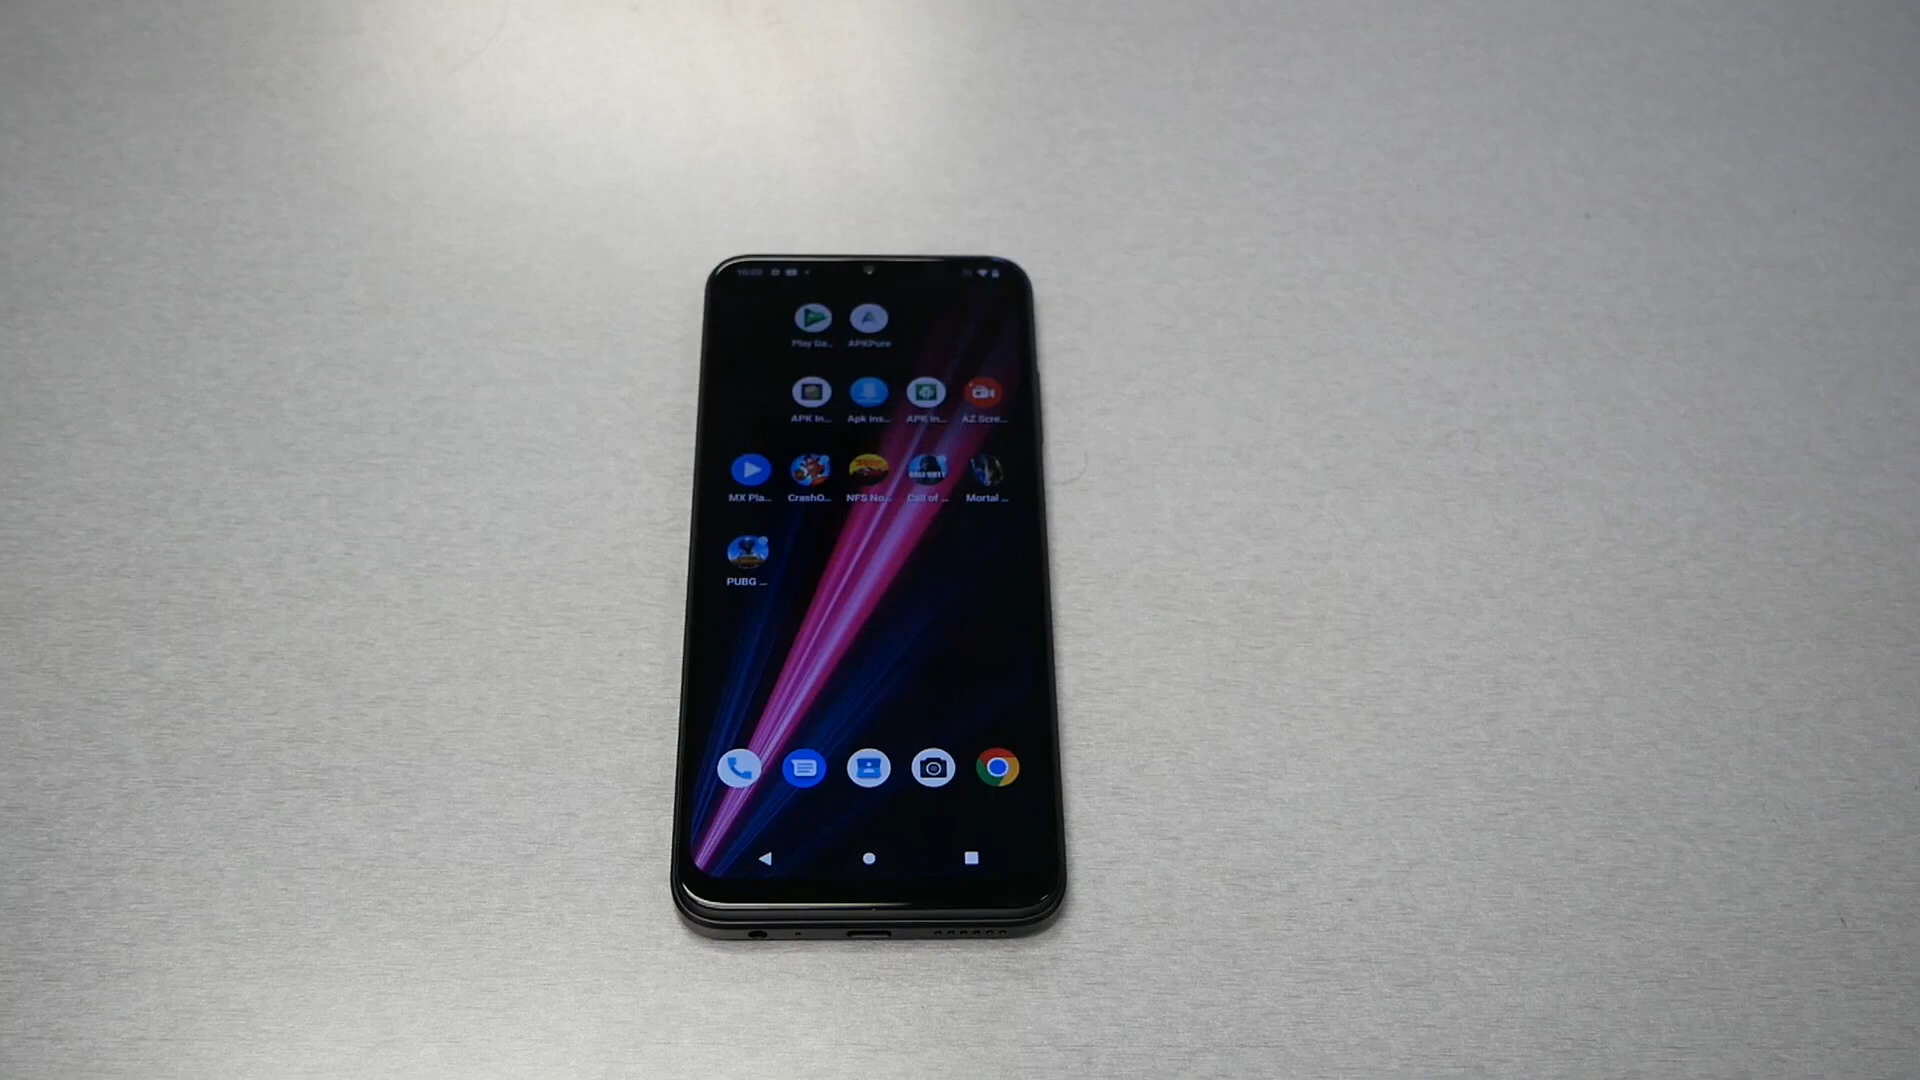 Play Ga...
APKPure
APK In...
Apk Ins...
APK In...
AZ Scre...
MX Pla...
CrashO...
NFS No...
Call of ...
Mortal ...
PUBG ...